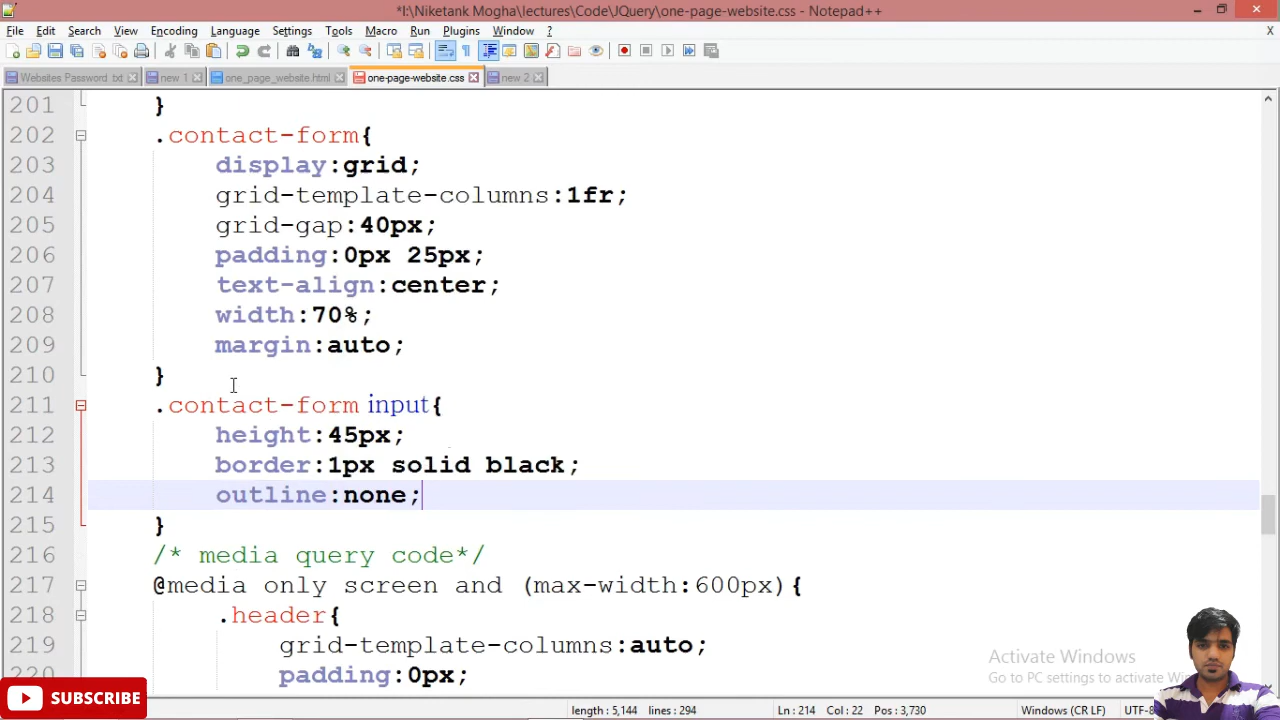 *I:\Niketank Mogha\lectures\Code\JQuery\one-page-website.css - Notepad++
File Edit Search View Encoding Language Settings Tools Macro Run Plugins Window ? X
Websites Password txt new 1 one_page_website.html one-page-website.css new 2
201 }
202 .contact-form{
203 display:grid;
204 grid-template-columns:1fr;
205 grid-gap:40px;
206 padding:0px 25px;
207 text-align:center;
208 width:70%;
209 margin:auto;
210 }
211 .contact-form input{
212 height:45px;
213 border:1px solid black;
214 outline:none;
215 }
216 /* media query code*/
217 @media only screen and (max-width:600px){
218 .header{
219 grid-template-columns:auto;
220 padding:0px;
Activate Windows
Go to PC settings to activate
SUBSCRIBE
length : 5,144 lines : 294 Ln : 214 Col : 22 Pos : 3,730 Windows (CR LF) UTF-8